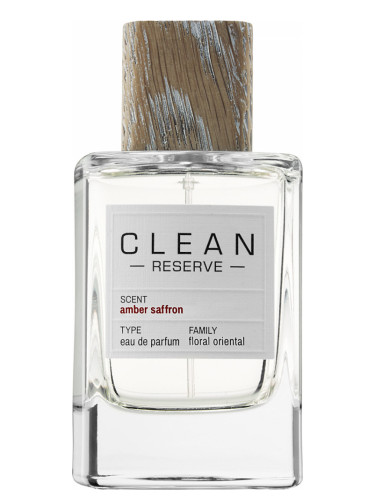 CLEAN
— RESERVE —
SCENT
amber saffron
TYPE FAMILY
eau de parfum floral oriental